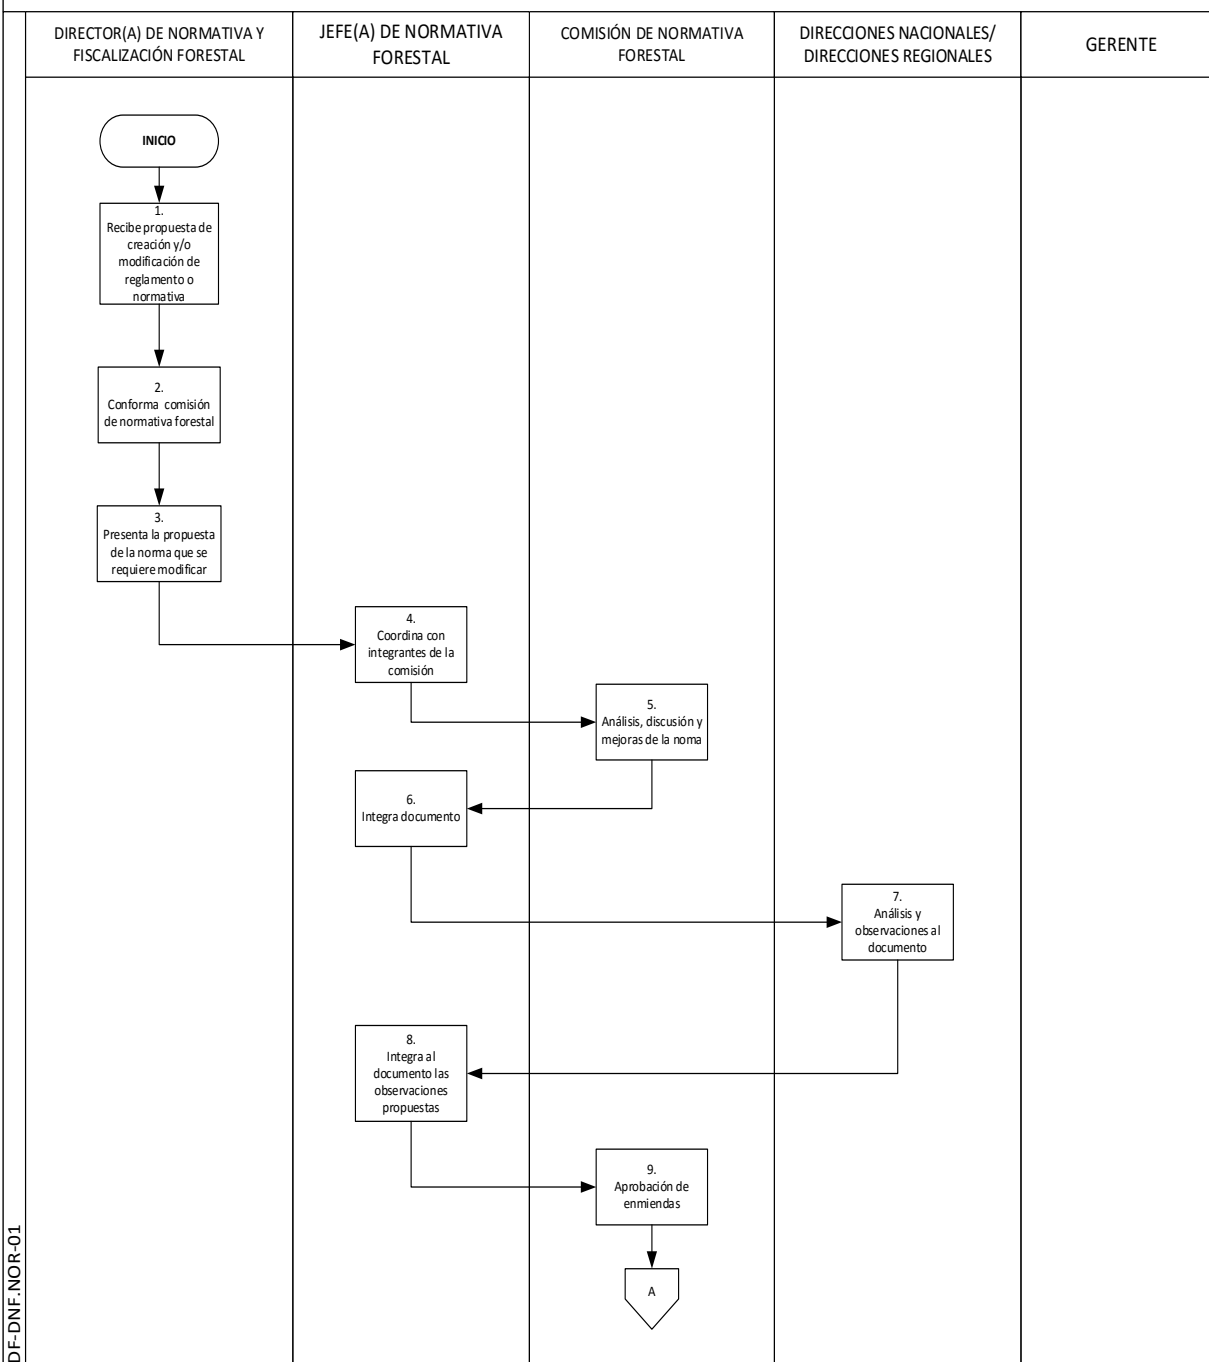 DIRECTOR(A) DE NORMATIVA Y
FISCALIZACIÓN FORESTAL
JEFE(A) DE NORMATIVA
FORESTAL
COMISIÓN DE NORMATIVA
FORESTAL
DIRECCIONES NACIONALES/
DIRECCIONES REGIONALES
GERENTE
INICIO
1.
Recibe propuesta de
creación y/o
modificación de
reglamento o
normativa
2.
Conforma comisión
de normativa forestal
3.
Presenta la propuesta
de la norma que se
requiere modificar
4.
Coordina con
integrantes de la
comisión
5.
Análisis, discusión y
mejoras de la noma
6.
Integra documento
7.
Análisis y
observaciones al
documento
8.
Integra al
documento las
observaciones
propuestas
9.
Aprobación de
enmiendas
A
DF-DNF.NOR-01